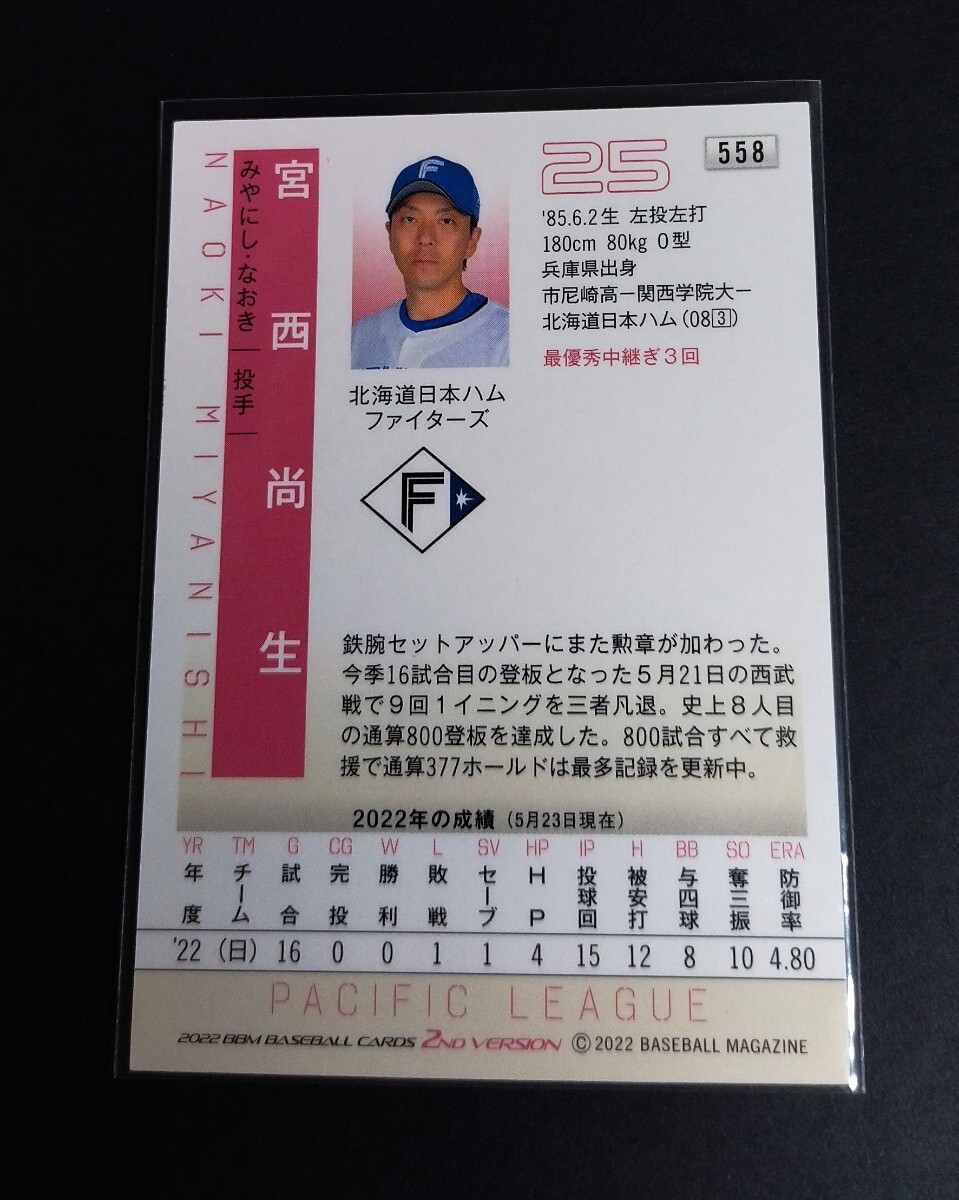 558
25
宮西尚生
みやにし・なおき ―投手―
NAOKI MIYANISHI
F
'85.6.2生 左投左打
180cm 80kg O型
兵庫県出身
市尼崎高ー関西学院大ー
北海道日本ハム(08③)
最優秀中継ぎ3回
北海道日本ハム
ファイターズ
F
鉄腕セットアッパーにまた勲章が加わった。
今季16試合目の登板となった5月21日の西武
戦で9回1イニングを三者凡退。史上8人目
の通算800登板を達成した。800試合すべて救
援で通算377ホールドは最多記録を更新中。
2022年の成績(5月23日現在)
YR TM G CG W L SV HP IP H BB SO ERA
年度 チーム 試合 完投 勝利 敗戦 セーブ HP 投球回 被安打 与四球 奪三振 防御率
'22 (日) 16 0 0 1 1 4 15 12 8 10 4.80
PACIFIC LEAGUE
2022 BBM BASEBALL CARDS 2ND VERSION © 2022 BASEBALL MAGAZINE